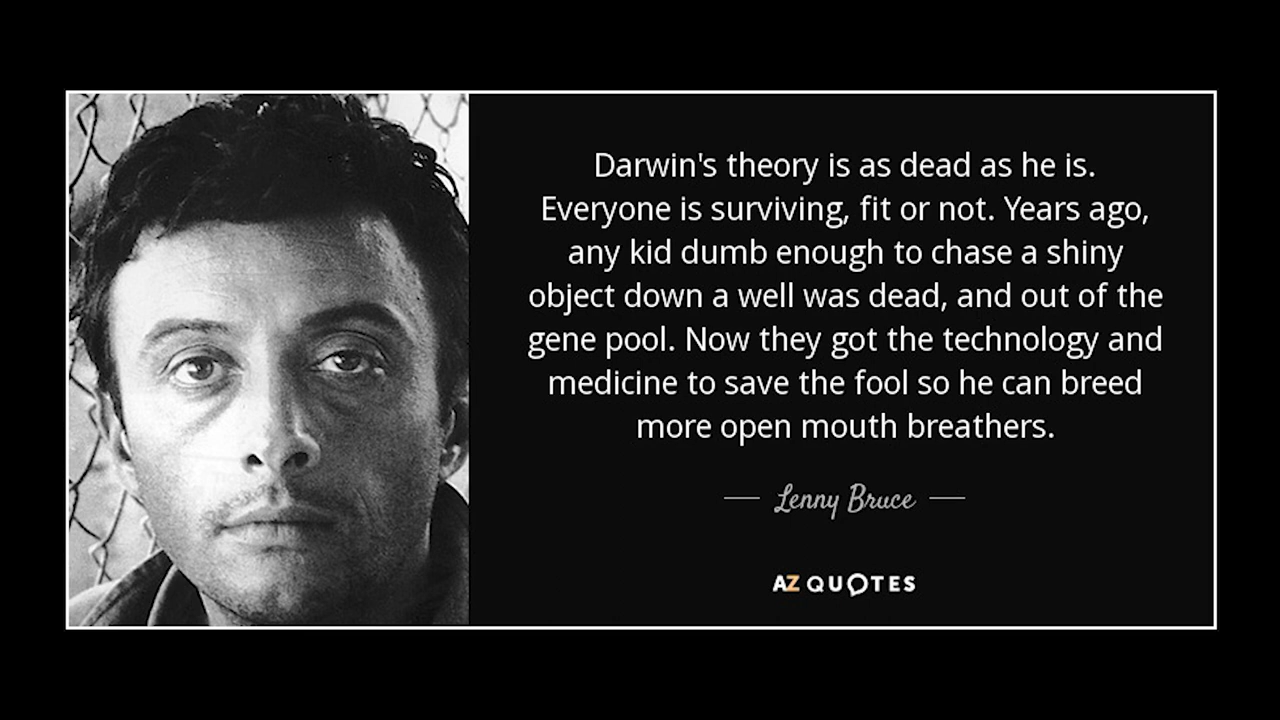 Darwin's theory is as dead as he is.
Everyone is surviving, fit or not. Years ago,
any kid dumb enough to chase a shiny
object down a well was dead, and out of the
gene pool. Now they got the technology and
medicine to save the fool so he can breed
more open mouth breathers.
Lenny Bruce
AZ QUOTES